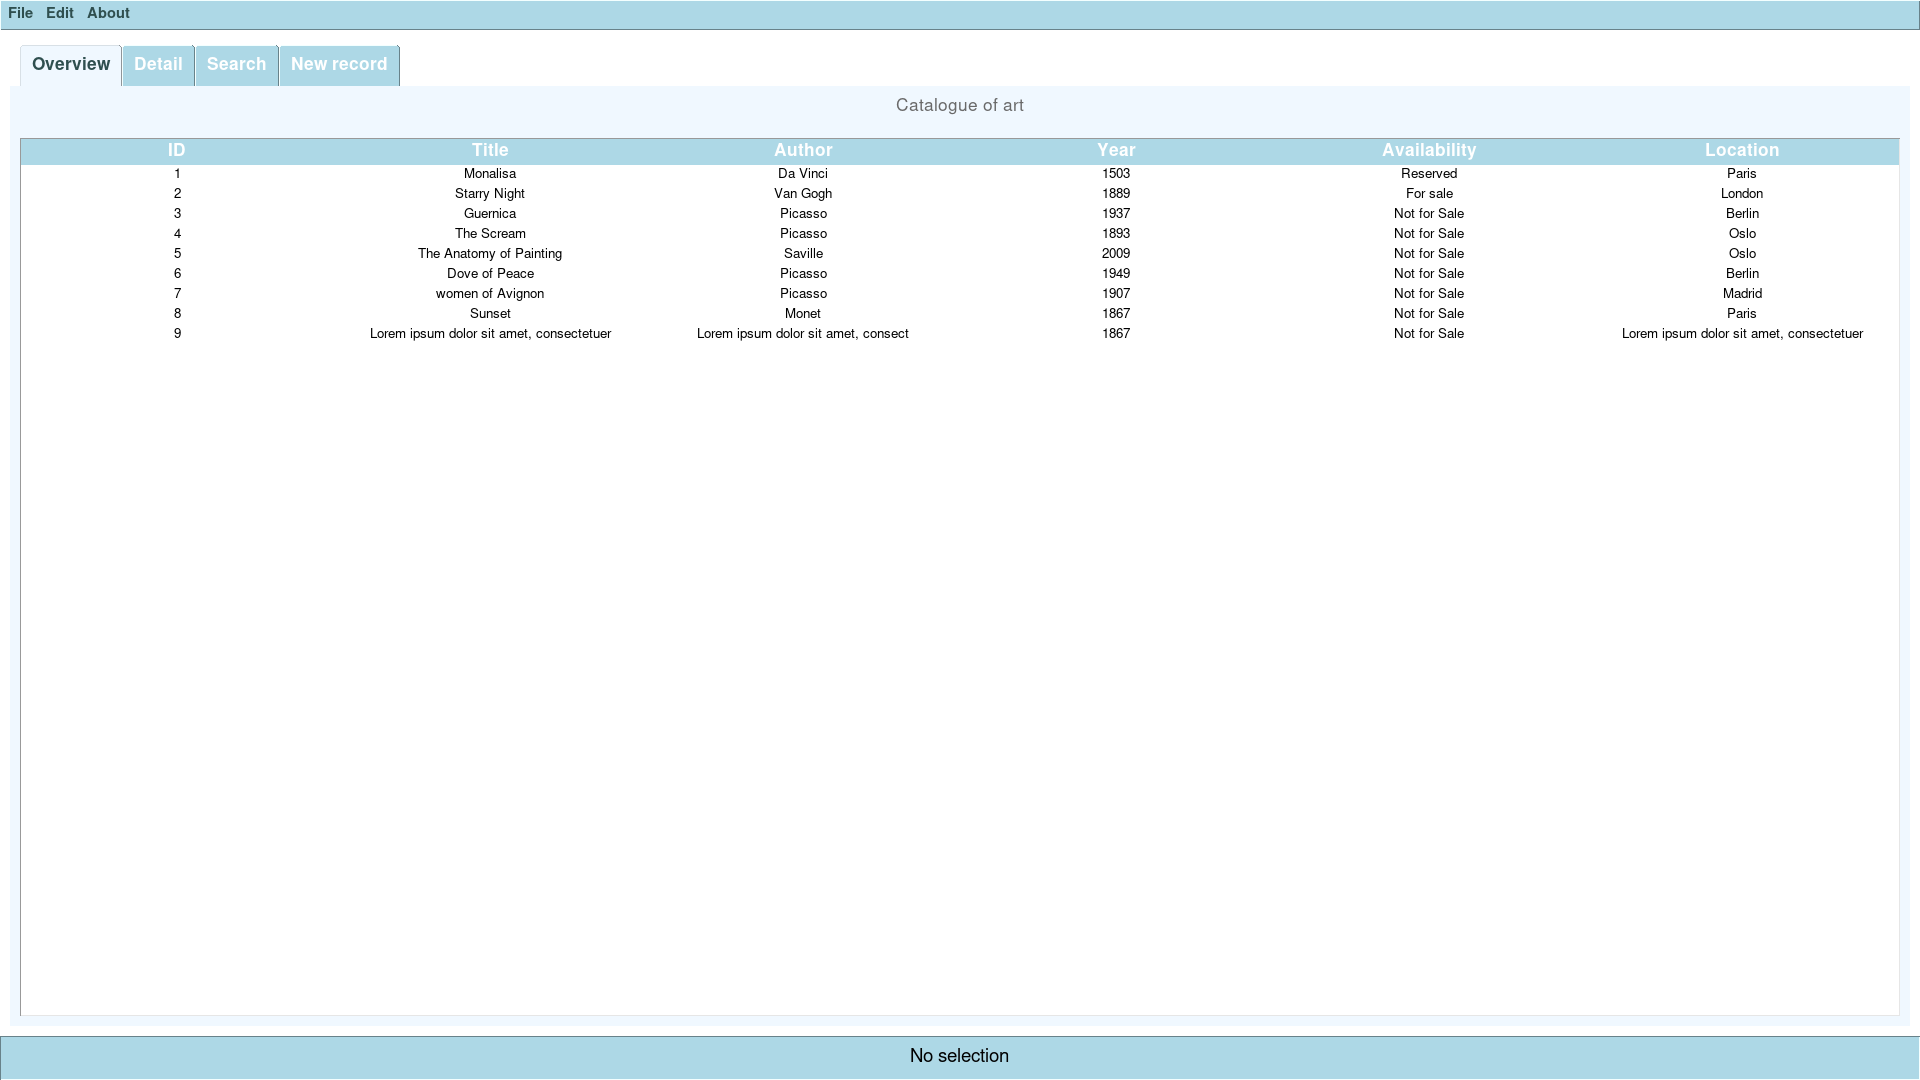 File Edit About
Overview Detail Search New record
Catalogue of art
ID Title Author Year Availability Location
1 Monalisa Da Vinci 1503 Reserved Paris
2 Starry Night Van Gogh 1889 For sale London
3 Guernica Picasso 1937 Not for Sale Berlin
4 The Scream Picasso 1893 Not for Sale Oslo
5 The Anatomy of Painting Saville 2009 Not for Sale Oslo
6 Dove of Peace Picasso 1949 Not for Sale Berlin
7 women of Avignon Picasso 1907 Not for Sale Madrid
8 Sunset Monet 1867 Not for Sale Paris
9 Lorem ipsum dolor sit amet, consectetuer Lorem ipsum dolor sit amet, consect 1867 Not for Sale Lorem ipsum dolor sit amet, consectetuer
No selection